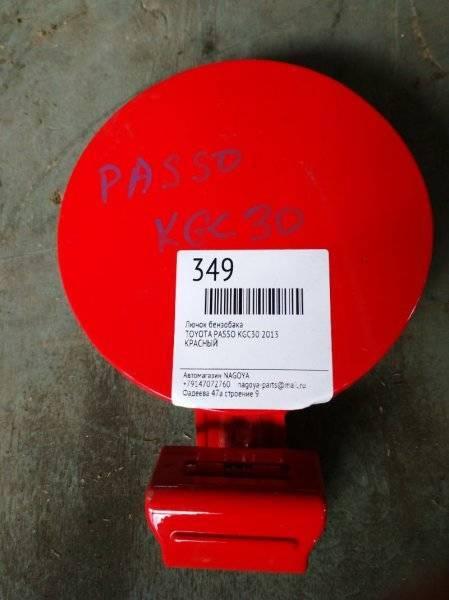 PASSO
KGC30
349
Лючок бензобака
TOYOTA PASSO KGC30 2013
КРАСНЫЙ
Автомагазин NAGOYA
+79147072760 nagoya-parts@mail.ru
Фадеева 47а строение 9